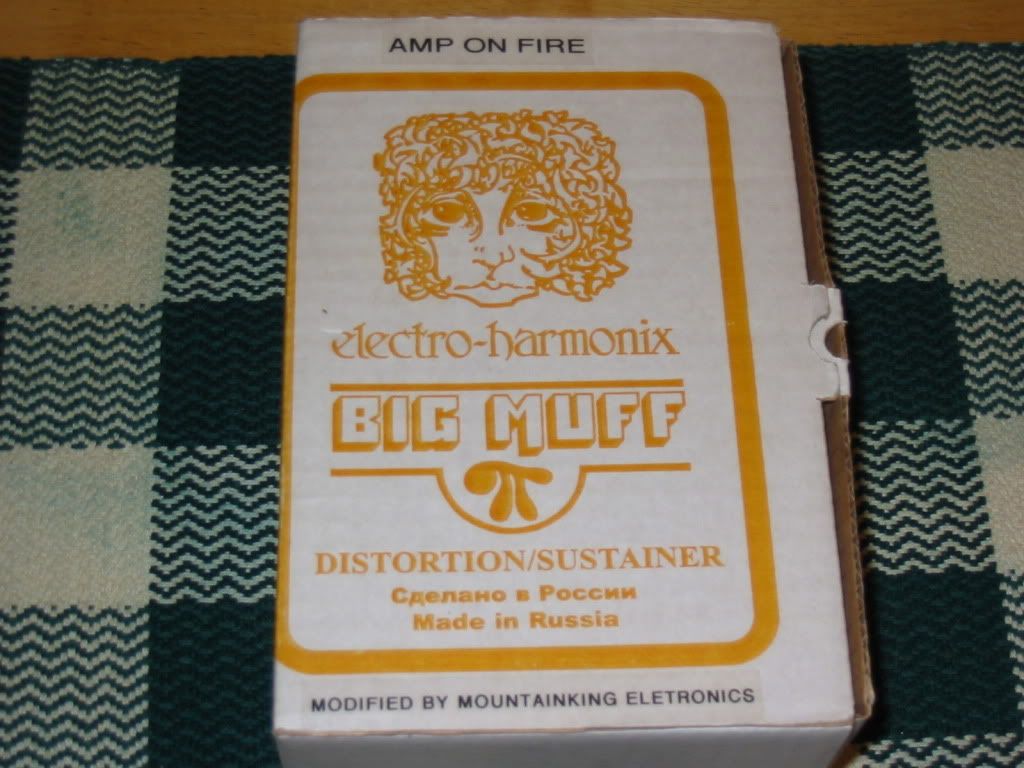 AMP ON FIRE
electro-harmonix
BIG MUFF
π
DISTORTION/SUSTAINER
Сделано в России
Made in Russia
MODIFIED BY MOUNTAINKING ELETRONICS